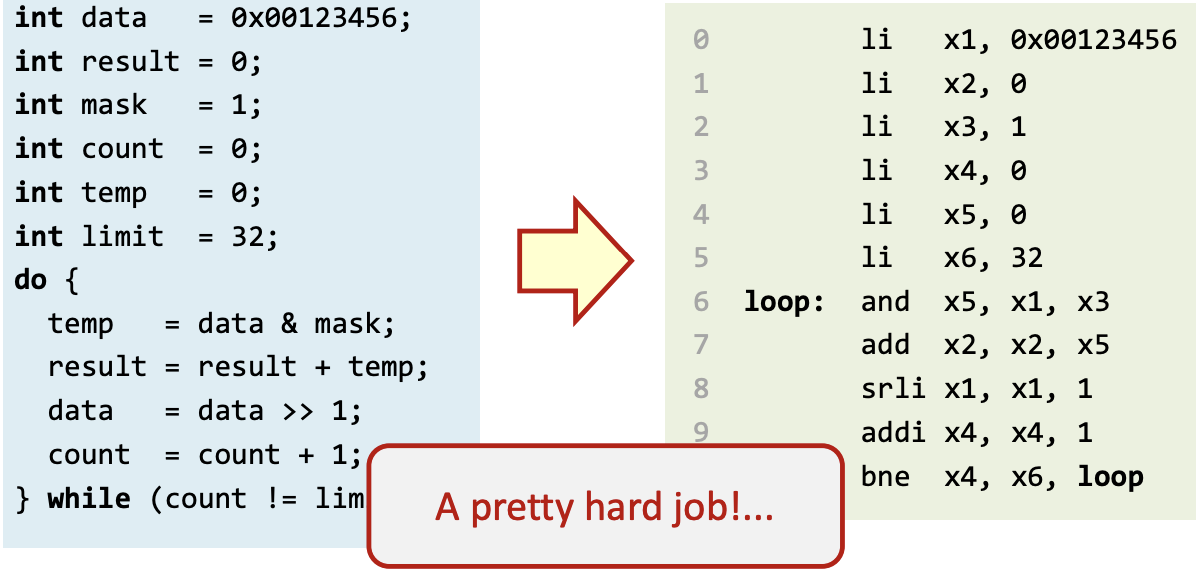 int data   = 0x00123456;
int result = 0;
int mask   = 1;
int count  = 0;
int temp   = 0;
int limit  = 32;
do {
  temp   = data & mask;
  result = result + temp;
  data   = data >> 1;
  count  = count + 1;
} while (count != lim
0         li   x1, 0x00123456
1         li   x2, 0
2         li   x3, 1
3         li   x4, 0
4         li   x5, 0
5         li   x6, 32
6  loop:  and  x5, x1, x3
7         add  x2, x2, x5
8         srli x1, x1, 1
9         addi x4, x4, 1
          bne  x4, x6, loop
A pretty hard job!...